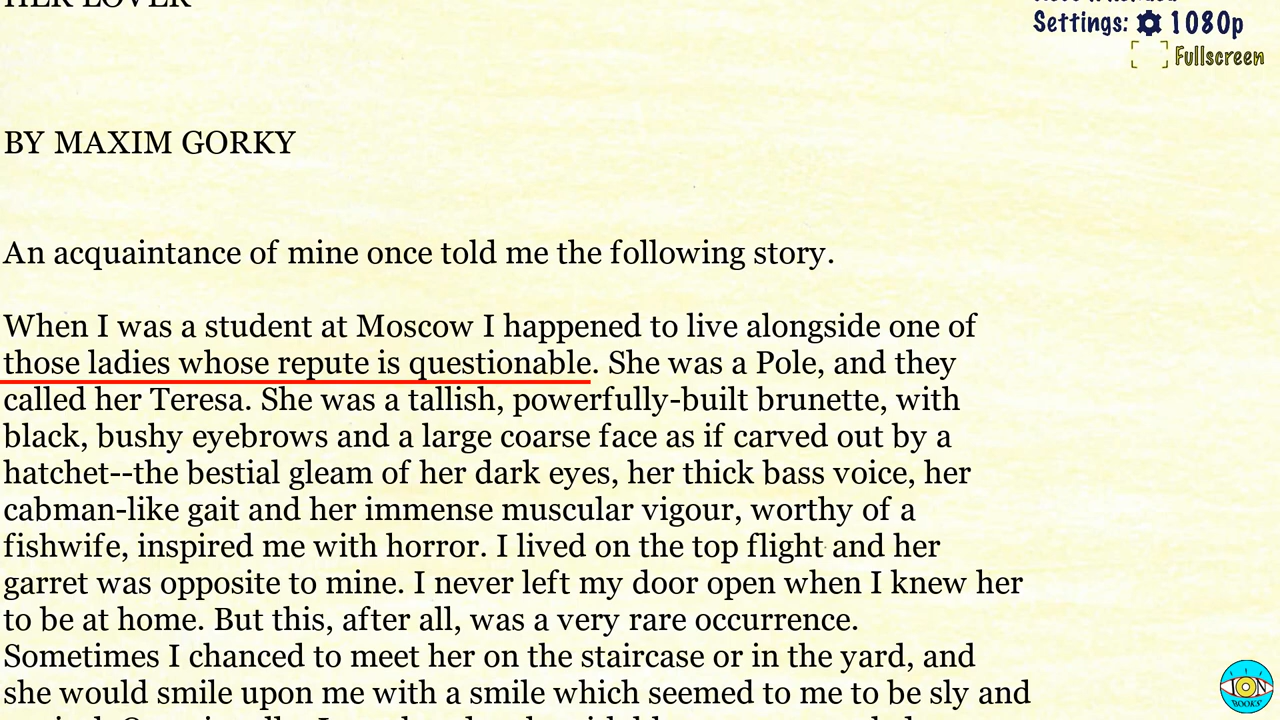 HER LOVER
Settings: 1080p
Fullscreen
BY MAXIM GORKY
An acquaintance of mine once told me the following story.
When I was a student at Moscow I happened to live alongside one of
those ladies whose repute is questionable. She was a Pole, and they
called her Teresa. She was a tallish, powerfully-built brunette, with
black, bushy eyebrows and a large coarse face as if carved out by a
hatchet--the bestial gleam of her dark eyes, her thick bass voice, her
cabman-like gait and her immense muscular vigour, worthy of a
fishwife, inspired me with horror. I lived on the top flight and her
garret was opposite to mine. I never left my door open when I knew her
to be at home. But this, after all, was a very rare occurrence.
Sometimes I chanced to meet her on the staircase or in the yard, and
she would smile upon me with a smile which seemed to me to be sly and
ION
BOOKS